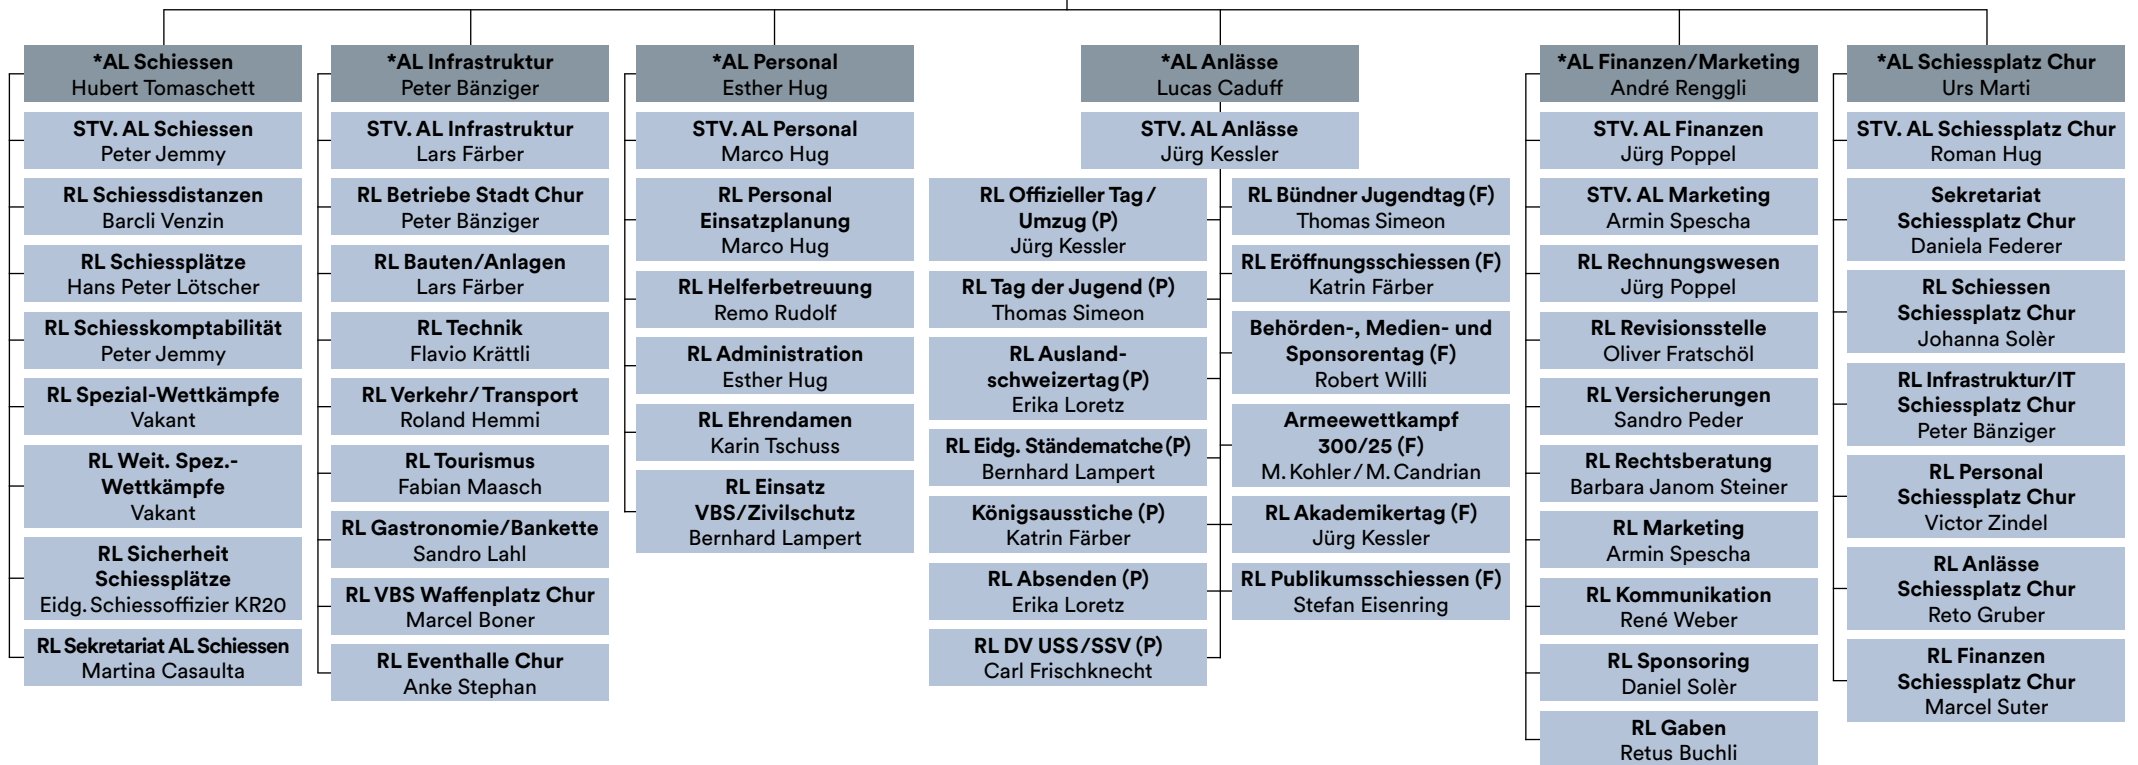 *AL Schiessen
Hubert Tomaschett
STV. AL Schiessen
Peter Jemmy
RL Schiessdistanzen
Barcli Venzin
RL Schiessplätze
Hans Peter Lötscher
RL Schiesskomptabilität
Peter Jemmy
RL Spezial-Wettkämpfe
Vakant
RL Weit. Spez.-
Wettkämpfe
Vakant
RL Sicherheit
Schiessplätze
Eidg. Schiessoffizier KR20
RL Sekretariat AL Schiessen
Martina Casaulta
*AL Infrastruktur
Peter Bänziger
STV. AL Infrastruktur
Lars Färber
RL Betriebe Stadt Chur
Peter Bänziger
RL Bauten/Anlagen
Lars Färber
RL Technik
Flavio Krättli
RL Verkehr/Transport
Roland Hemmi
RL Tourismus
Fabian Maasch
RL Gastronomie/Bankette
Sandro Lahl
RL VBS Waffenplatz Chur
Marcel Boner
RL Eventhalle Chur
Anke Stephan
*AL Personal
Esther Hug
STV. AL Personal
Marco Hug
RL Personal
Einsatzplanung
Marco Hug
RL Helferbetreuung
Remo Rudolf
RL Administration
Esther Hug
RL Ehrendamen
Karin Tschuss
RL Einsatz
VBS/Zivilschutz
Bernhard Lampert
*AL Anlässe
Lucas Caduff
STV. AL Anlässe
Jürg Kessler
RL Offizieller Tag/
Umzug (P)
Jürg Kessler
RL Tag der Jugend (P)
Thomas Simeon
RL Ausland-
schweizertag (P)
Erika Loretz
RL Eidg. Ständematche (P)
Bernhard Lampert
Königsausstiche (P)
Katrin Färber
RL Absenden (P)
Erika Loretz
RL DV USS/SSV (P)
Carl Frischknecht
RL Bündner Jugendtag (F)
Thomas Simeon
RL Eröffnungsschiessen (F)
Katrin Färber
Behörden-, Medien- und
Sponsorentag (F)
Robert Willi
Armeewettkampf
300/25 (F)
M. Kohler/M. Candrian
RL Akademikertag (F)
Jürg Kessler
RL Publikumsschiessen (F)
Stefan Eisenring
*AL Finanzen/Marketing
André Renggli
STV. AL Finanzen
Jürg Poppel
STV. AL Marketing
Armin Spescha
RL Rechnungswesen
Jürg Poppel
RL Revisionsstelle
Oliver Fratschöl
RL Versicherungen
Sandro Peder
RL Rechtsberatung
Barbara Janom Steiner
RL Marketing
Armin Spescha
RL Kommunikation
René Weber
RL Sponsoring
Daniel Solèr
RL Gaben
Retus Buchli
*AL Schiessplatz Chur
Urs Marti
STV. AL Schiessplatz Chur
Roman Hug
Sekretariat
Schiessplatz Chur
Daniela Federer
RL Schiessen
Schiessplatz Chur
Johanna Solèr
RL Infrastruktur/IT
Schiessplatz Chur
Peter Bänziger
RL Personal
Schiessplatz Chur
Victor Zindel
RL Anlässe
Schiessplatz Chur
Reto Gruber
RL Finanzen
Schiessplatz Chur
Marcel Suter